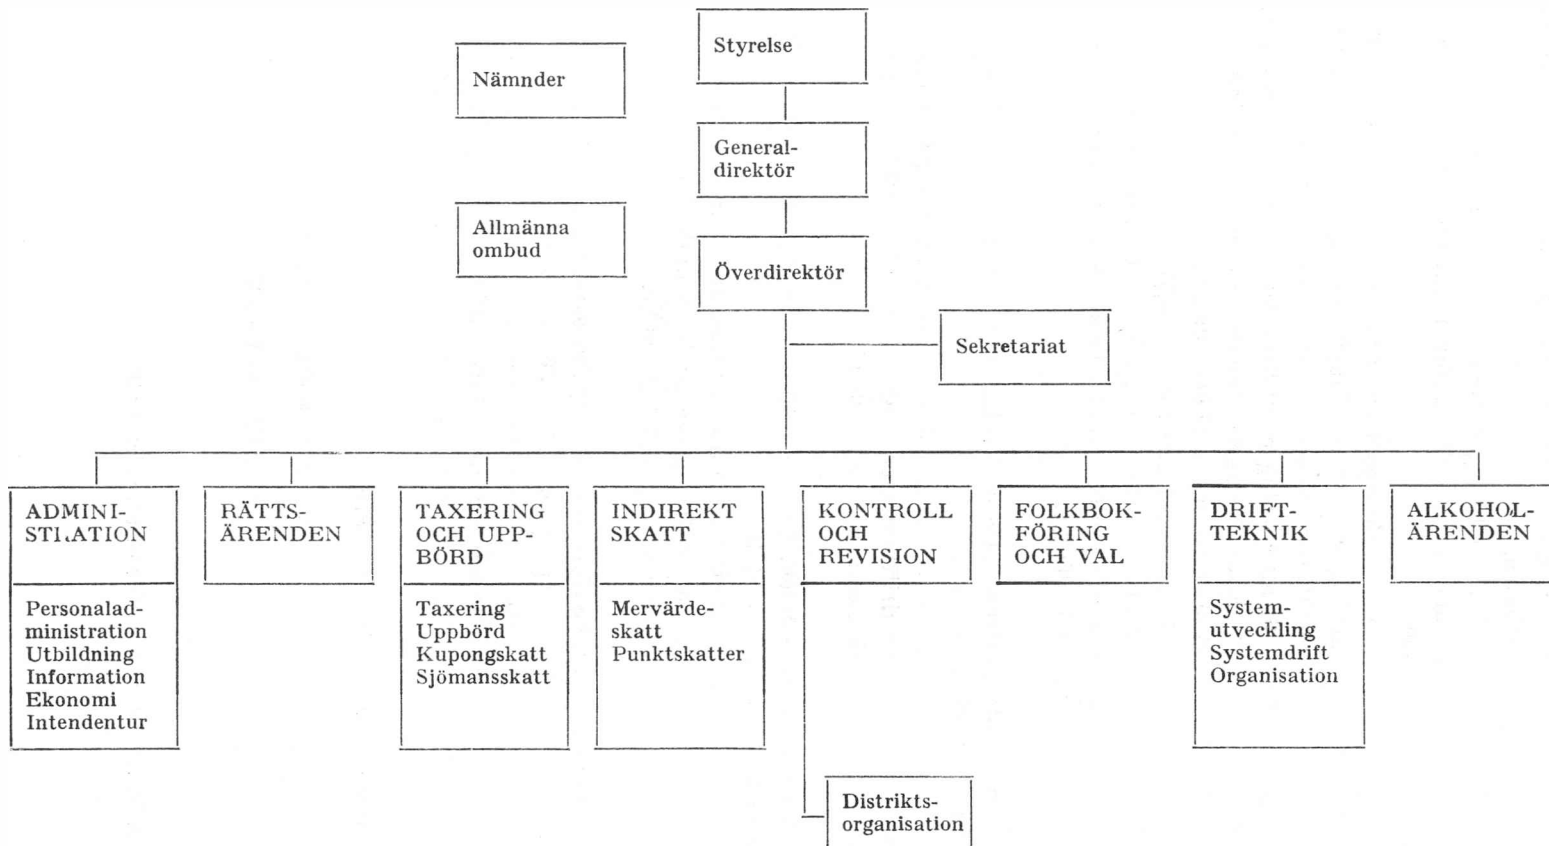 Styrelse
Nämnder
General-
direktör
Allmänna
ombud
Överdirektör
Sekretariat
ADMINI-
STRATION
Personalad-
ministration
Utbildning
Information
Ekonomi
Intendentur
RÄTTS-
ÄRENDEN
TAXERING
OCH UPP-
BÖRD
Taxering
Uppbörd
Kupongskatt
Sjömansskatt
INDIREKT
SKATT
Mervärde-
skatt
Punktskatter
KONTROLL
OCH
REVISION
Distrikts-
organisation
FOLKBOK-
FÖRING
OCH VAL
DRIFT-
TEKNIK
System-
utveckling
Systemdrift
Organisation
ALKOHOL-
ÄRENDEN